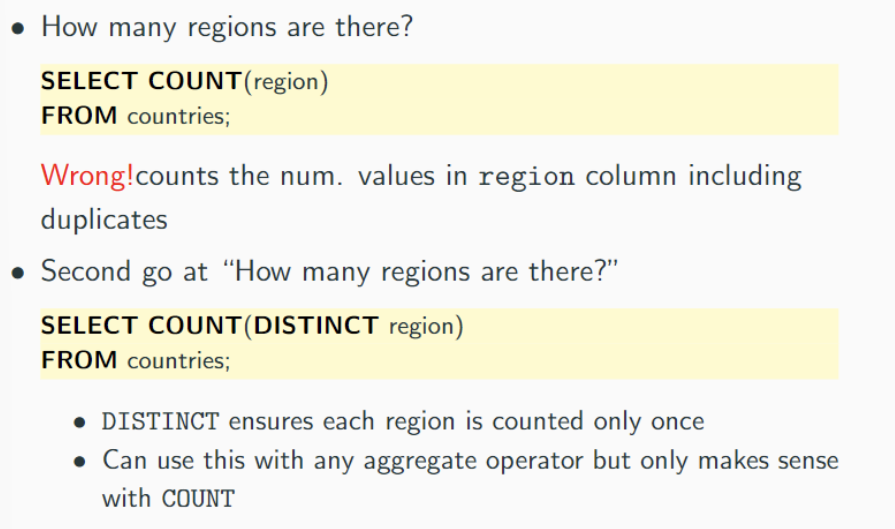 • How many regions are there?
SELECT COUNT(region)
FROM countries;
Wrong!counts the num. values in region column including
duplicates
• Second go at “How many regions are there?”
SELECT COUNT(DISTINCT region)
FROM countries;
• DISTINCT ensures each region is counted only once
• Can use this with any aggregate operator but only makes sense
with COUNT